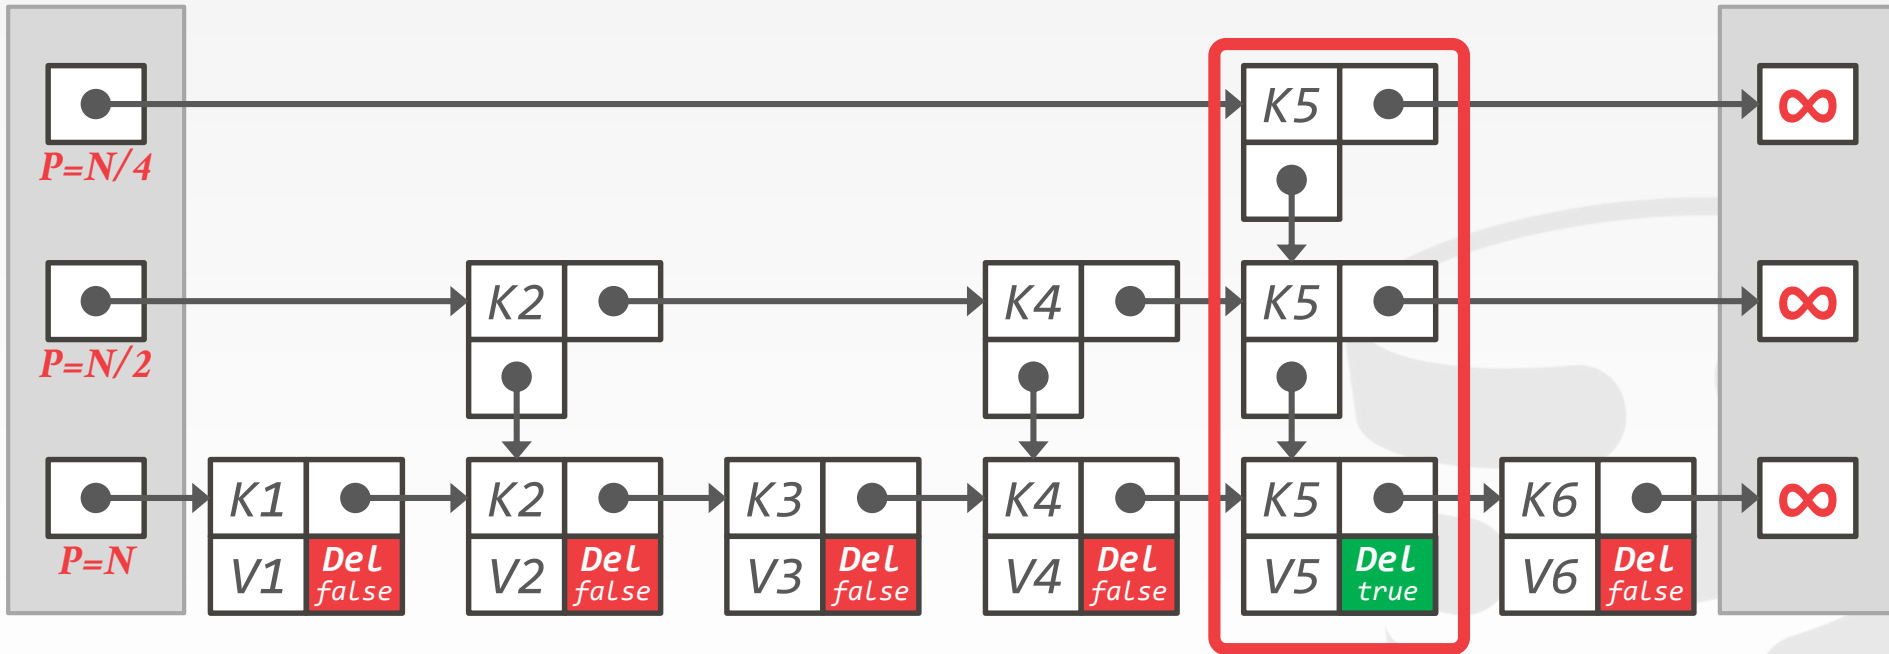 K5 ∞
P=N/4
K2 K4 K5 ∞
P=N/2
K1 K2 K3 K4 K5 K6 ∞
P=N
V1 Del false V2 Del false V3 Del false V4 Del false V5 Del true V6 Del false